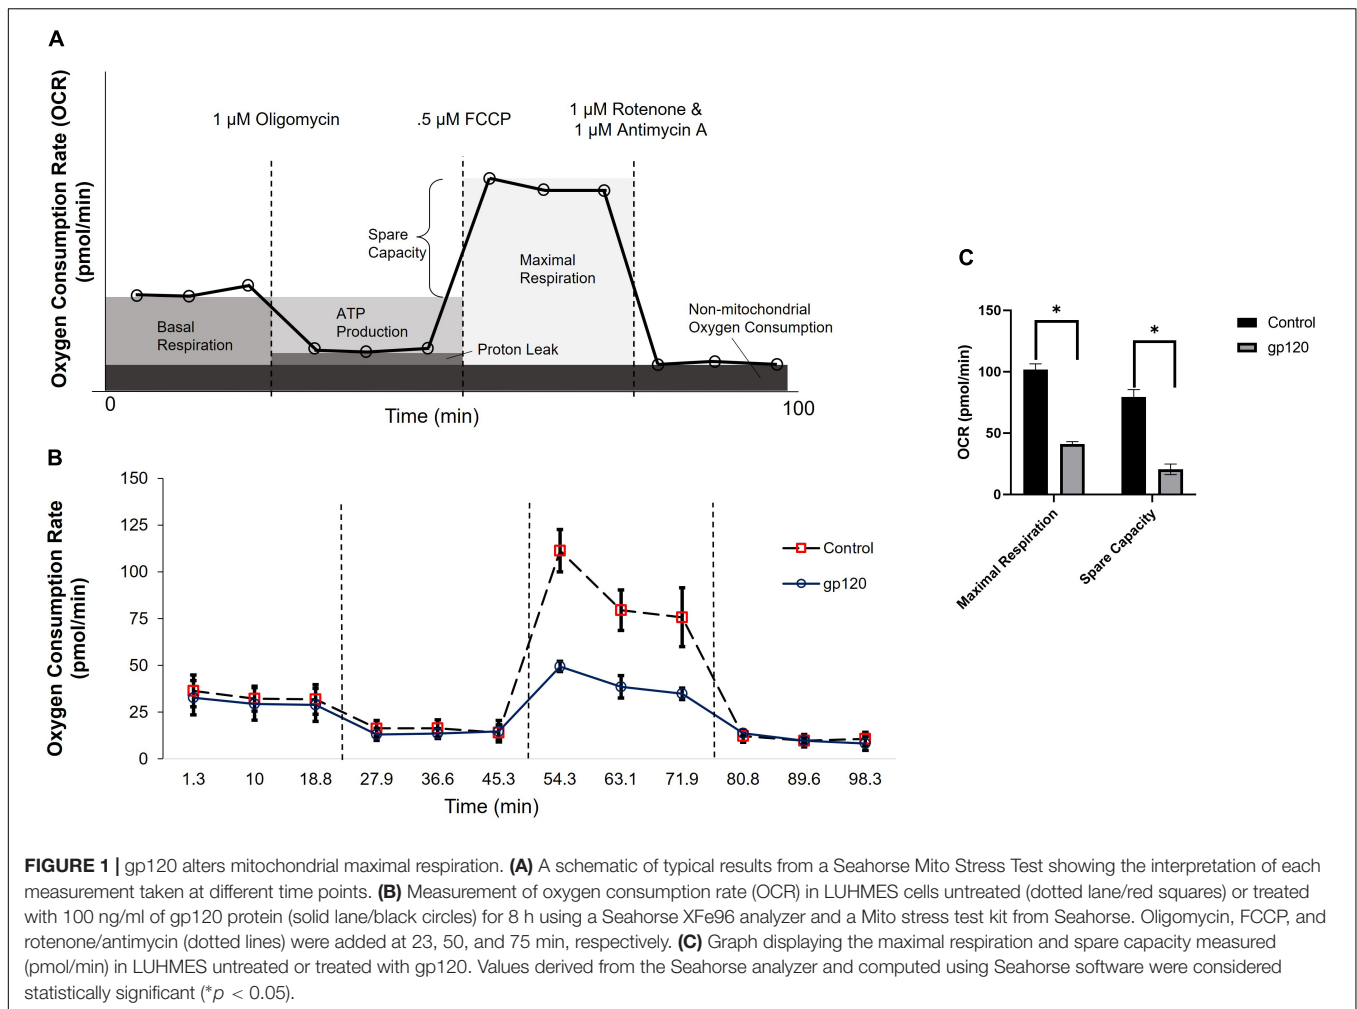 A
Oxygen Consumption Rate (OCR)
(pmol/min)
1 µM Oligomycin
.5 µM FCCP
1 µM Rotenone &
1 µM Antimycin A
Spare
Capacity
Maximal
Respiration
Basal
Respiration
ATP
Production
Proton Leak
Non-mitochondrial
Oxygen Consumption
0
Time (min)
100
B
Oxygen Consumption Rate
(pmol/min)
150
125
100
75
50
25
0
1.3 10 18.8 27.9 36.6 45.3 54.3 63.1 71.9 80.8 89.6 98.3
Time (min)
Control
gp120
C
OCR (pmol/min)
150
100
50
0
*
*
Control
gp120
Maximal Respiration
Spare Capacity
FIGURE 1 | gp120 alters mitochondrial maximal respiration. (A) A schematic of typical results from a Seahorse Mito Stress Test showing the interpretation of each
measurement taken at different time points. (B) Measurement of oxygen consumption rate (OCR) in LUHMES cells untreated (dotted lane/red squares) or treated
with 100 ng/ml of gp120 protein (solid lane/black circles) for 8 h using a Seahorse XFe96 analyzer and a Mito stress test kit from Seahorse. Oligomycin, FCCP, and
rotenone/antimycin (dotted lines) were added at 23, 50, and 75 min, respectively. (C) Graph displaying the maximal respiration and spare capacity measured
(pmol/min) in LUHMES untreated or treated with gp120. Values derived from the Seahorse analyzer and computed using Seahorse software were considered
statistically significant (*p < 0.05).